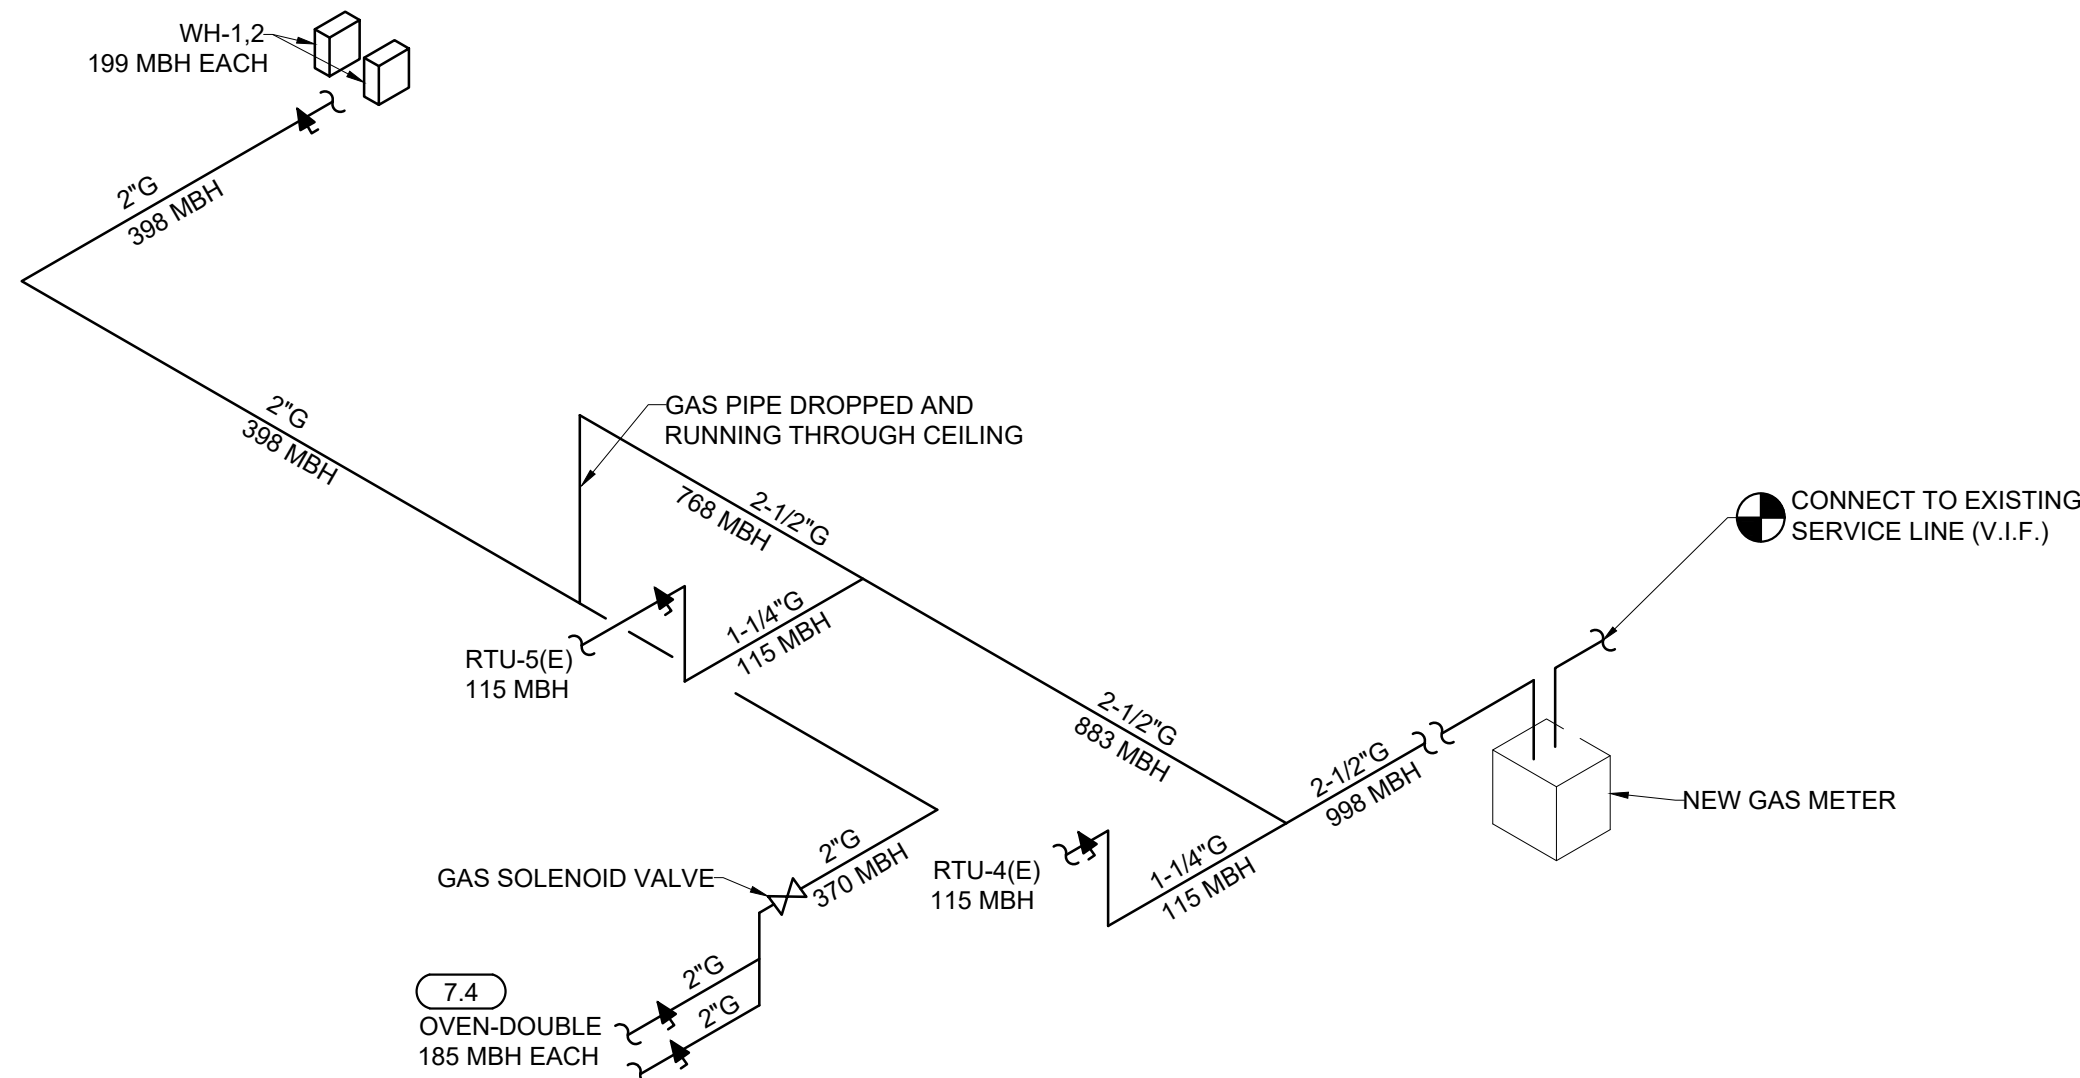 WH-1,2
199 MBH EACH
2"G
398 MBH
2"G
398 MBH
GAS PIPE DROPPED AND
RUNNING THROUGH CEILING
2-1/2"G
768 MBH
CONNECT TO EXISTING
SERVICE LINE (V.I.F.)
1-1/4"G
115 MBH
RTU-5(E)
115 MBH
2-1/2"G
883 MBH
2-1/2"G
998 MBH
NEW GAS METER
2"G
370 MBH
GAS SOLENOID VALVE
RTU-4(E)
115 MBH
1-1/4"G
115 MBH
2"G
2"G
7.4
OVEN-DOUBLE
185 MBH EACH